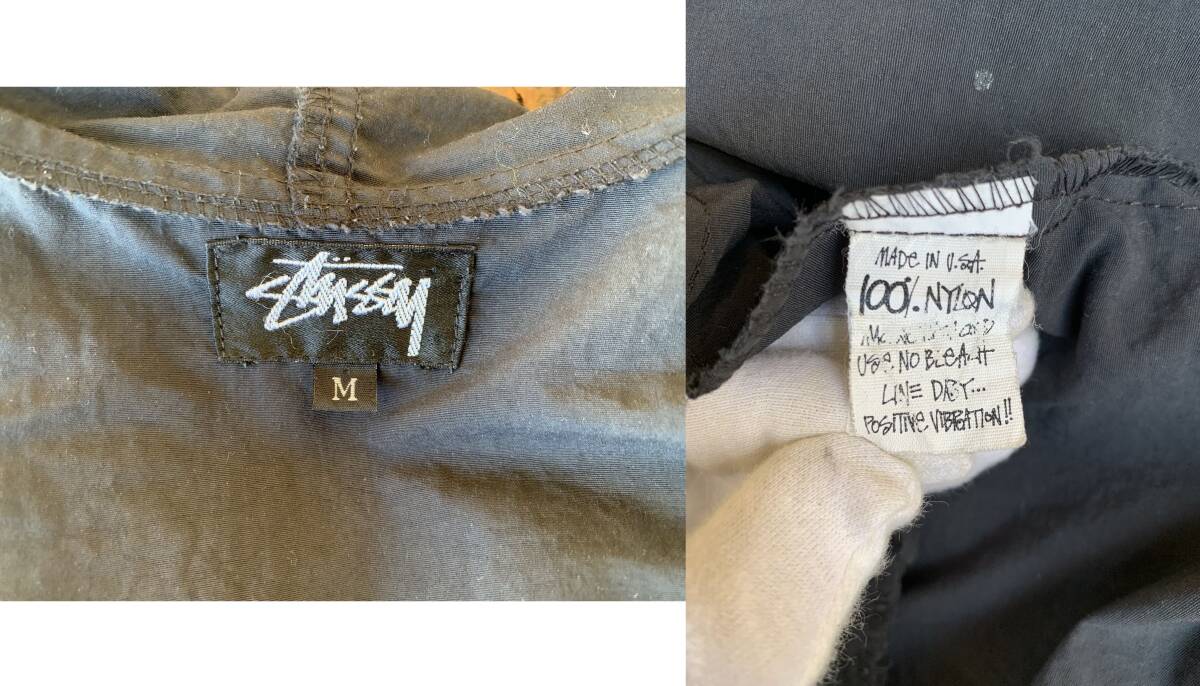 STÜSSY
M
MADE IN U.S.A.
100% NYLON
USE NO BLEACH
LINE DRY...
POSITIVE VIBRATION!!